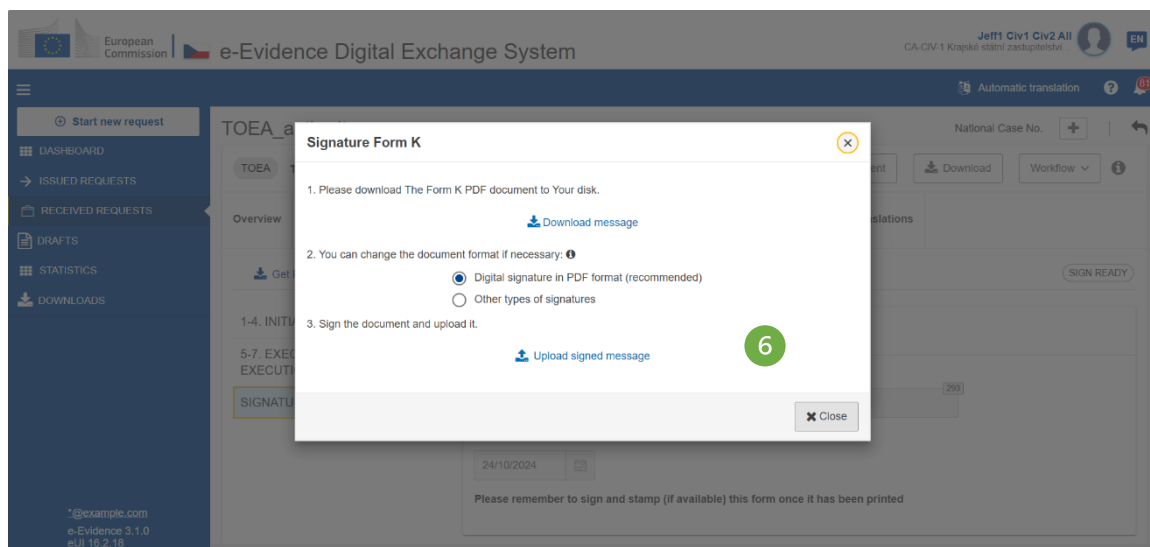 European
Commission
e-Evidence Digital Exchange System
Jeff1 Civ1 Civ2 All
CA-CIV-1 Krajské státní zastupitelství...
EN
Automatic translation
Start new request
DASHBOARD
ISSUED REQUESTS
RECEIVED REQUESTS
DRAFTS
STATISTICS
DOWNLOADS
*@example.com
e-Evidence 3.1.0
eUI 16.2.18
TOEA_a
National Case No.
TOEA
ent
Download
Workflow
Overview
nslations
Get
SIGN READY
1-4. INITI
5-7. EXEC
EXECUTI
SIGNATU
293
Signature Form K
1. Please download The Form K PDF document to Your disk.
Download message
2. You can change the document format if necessary:
Digital signature in PDF format (recommended)
Other types of signatures
3. Sign the document and upload it.
Upload signed message
6
Close
24/10/2024
Please remember to sign and stamp (if available) this form once it has been printed